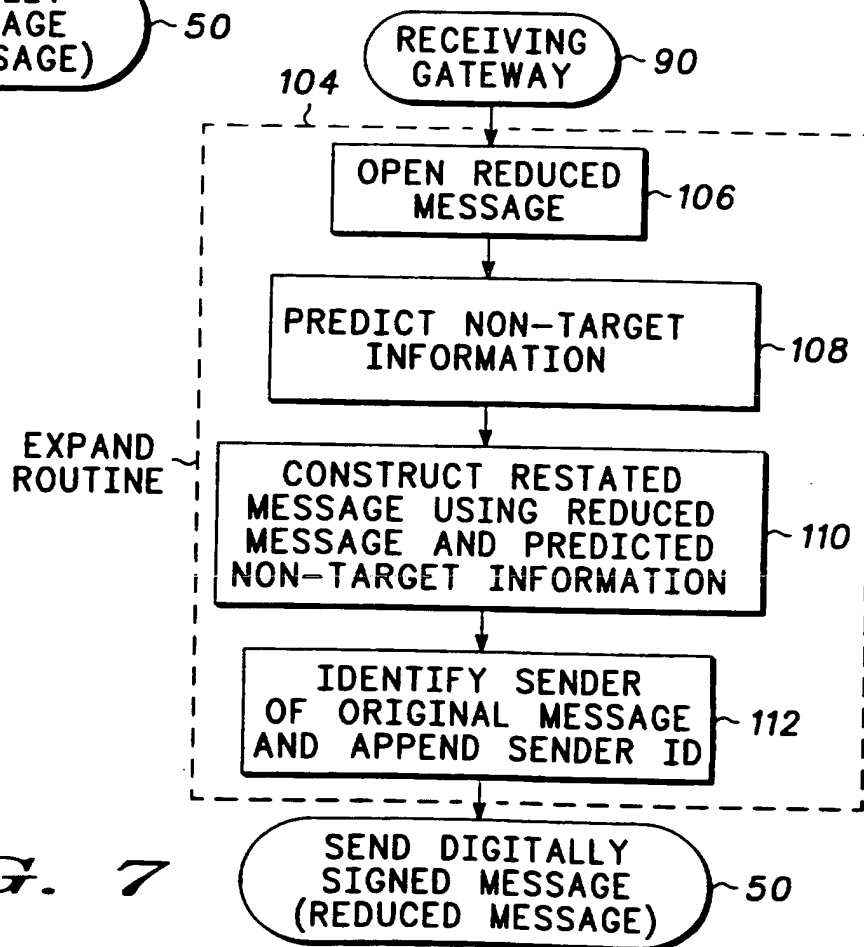 50
AGE
SAGE)
RECEIVING
GATEWAY
90
104
OPEN REDUCED
MESSAGE
106
PREDICT NON-TARGET
INFORMATION
108
EXPAND
ROUTINE
CONSTRUCT RESTATED
MESSAGE USING REDUCED
MESSAGE AND PREDICTED
NON-TARGET INFORMATION
110
IDENTIFY SENDER
OF ORIGINAL MESSAGE
AND APPEND SENDER ID
112
SEND DIGITALLY
SIGNED MESSAGE
(REDUCED MESSAGE)
50
G. 7